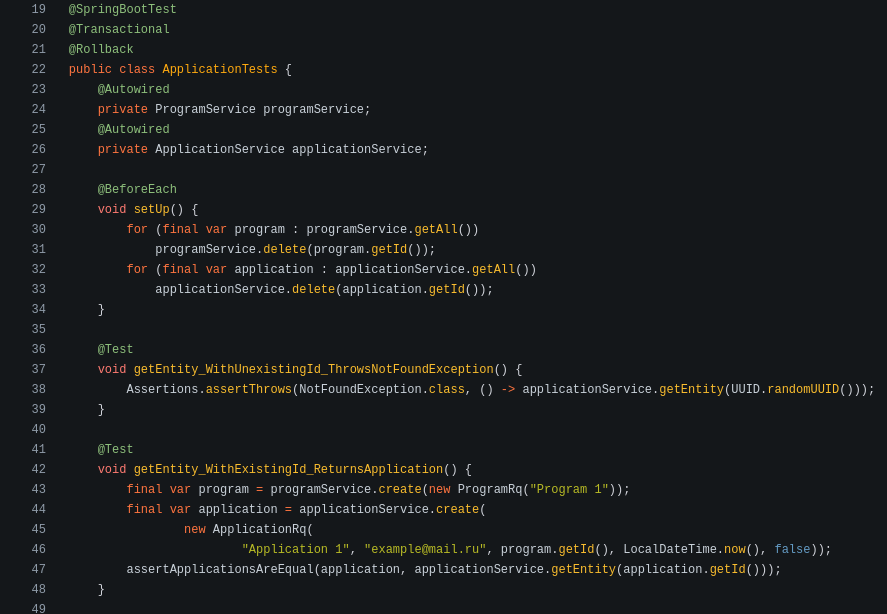 19 @SpringBootTest
20 @Transactional
21 @Rollback
22 public class ApplicationTests {
23     @Autowired
24     private ProgramService programService;
25     @Autowired
26     private ApplicationService applicationService;
27
28     @BeforeEach
29     void setUp() {
30         for (final var program : programService.getAll())
31             programService.delete(program.getId());
32         for (final var application : applicationService.getAll())
33             applicationService.delete(application.getId());
34     }
35
36     @Test
37     void getEntity_WithUnexistingId_ThrowsNotFoundException() {
38         Assertions.assertThrows(NotFoundException.class, () -> applicationService.getEntity(UUID.randomUUID()));
39     }
40
41     @Test
42     void getEntity_WithExistingId_ReturnsApplication() {
43         final var program = programService.create(new ProgramRq("Program 1"));
44         final var application = applicationService.create(
45                 new ApplicationRq(
46                         "Application 1", "example@mail.ru", program.getId(), LocalDateTime.now(), false));
47         assertApplicationsAreEqual(application, applicationService.getEntity(application.getId()));
48     }
49